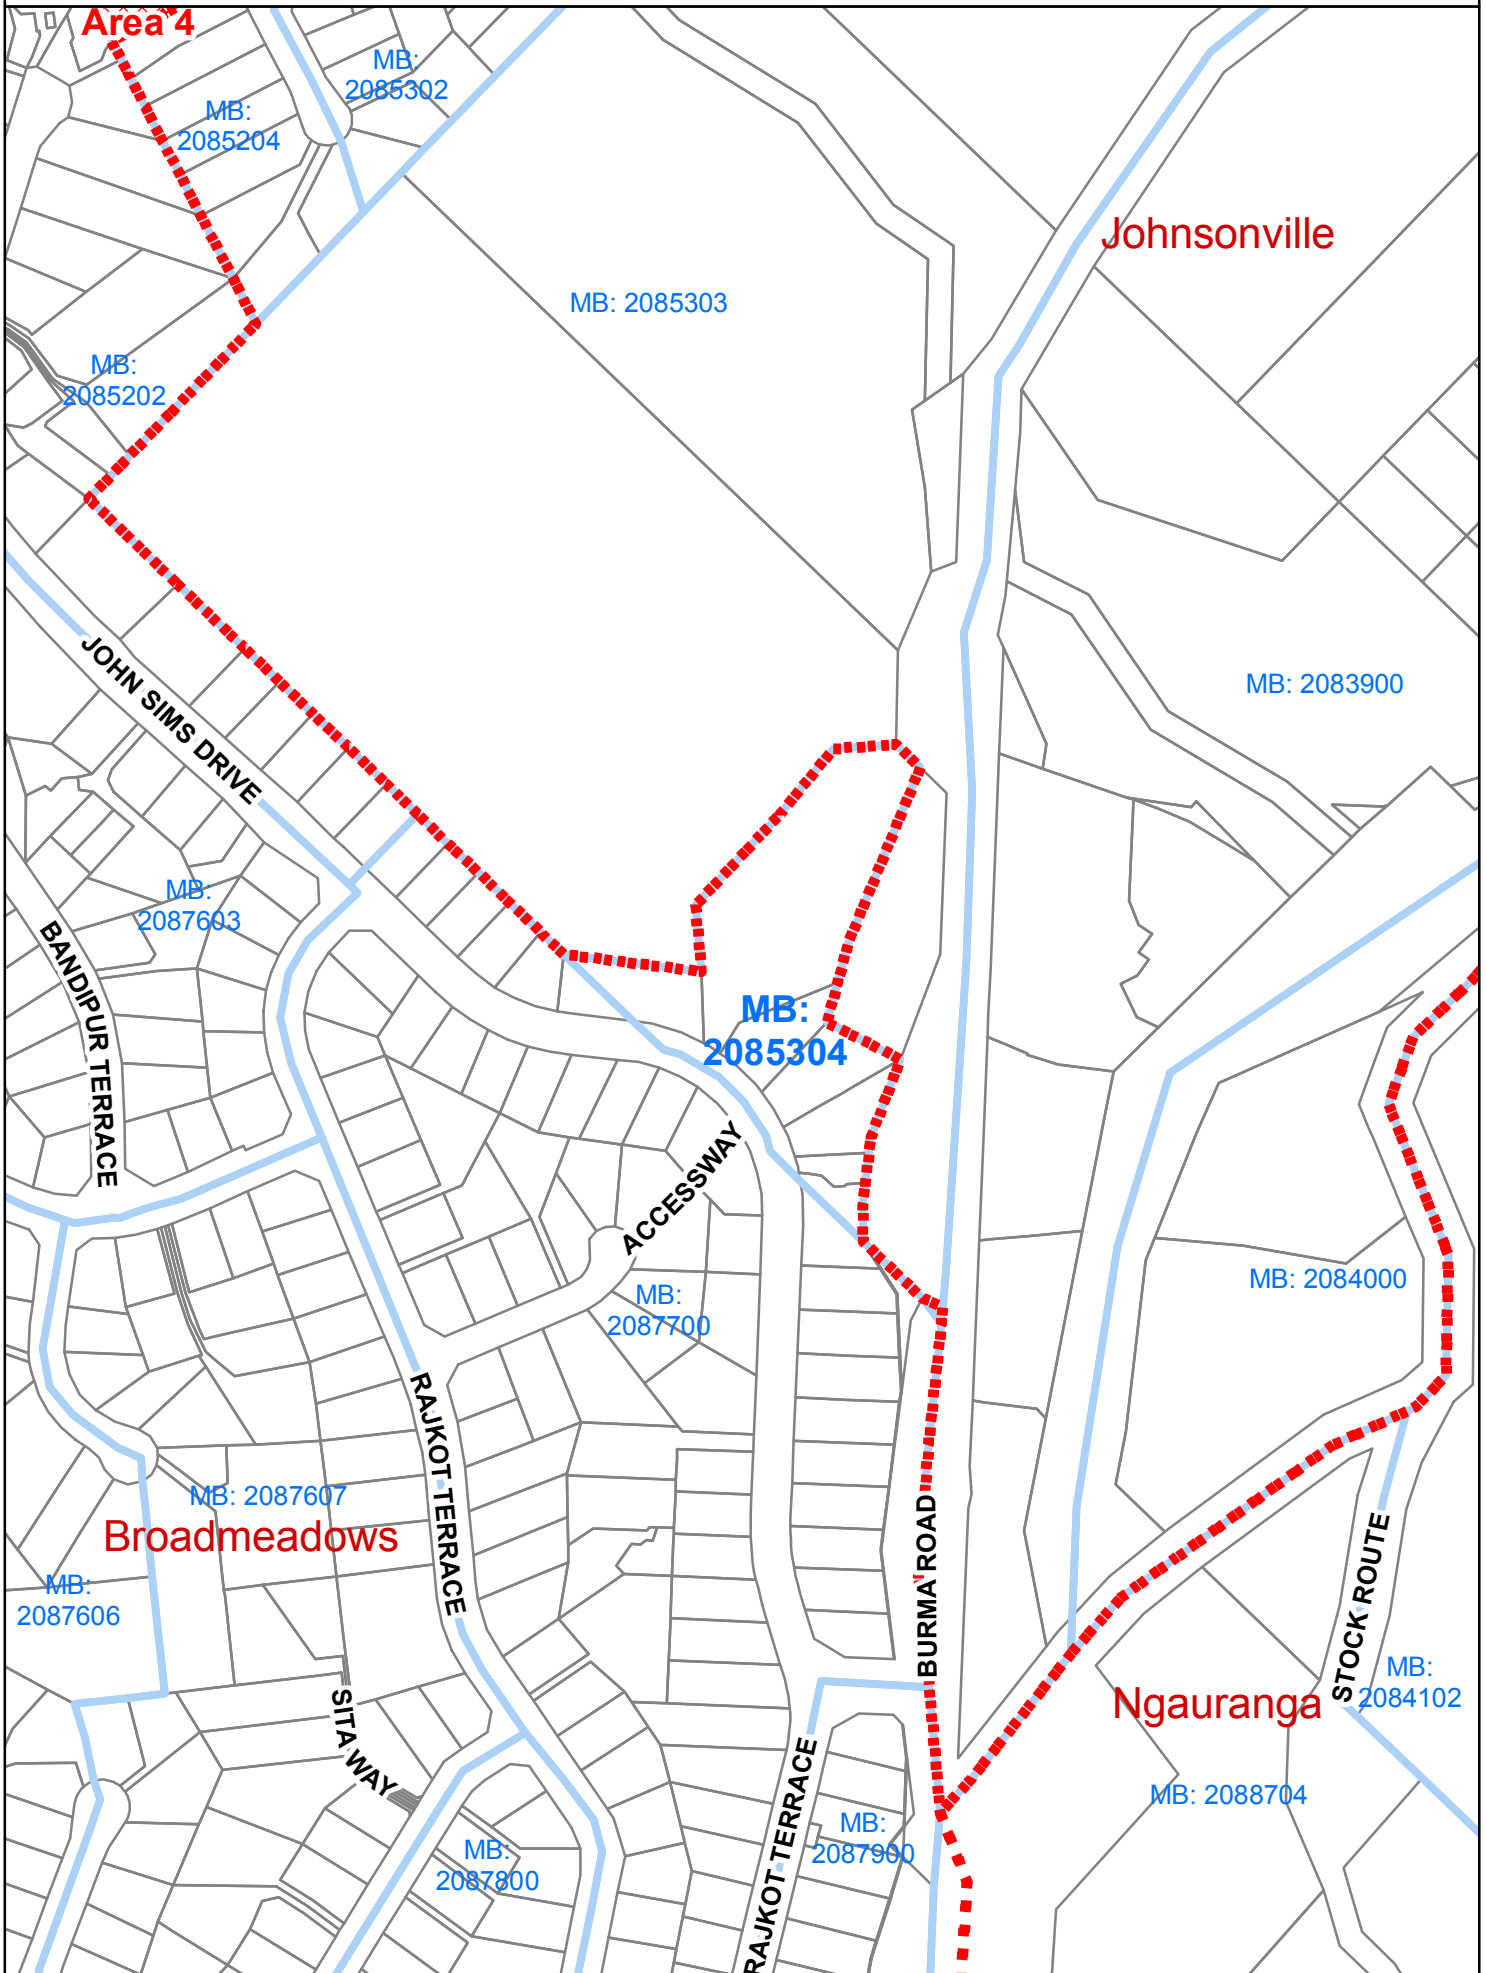 Area 4
MB:
2085302
MB:
2085204
Johnsonville
MB: 2085303
MB:
2085202
JOHN SIMS DRIVE
MB: 2083900
MB:
2087603
BANDIPUR TERRACE
MB:
2085304
ACCESSWAY
MB: 2084000
MB:
2087700
RAJKOT TERRACE
MB: 2087607
Broadmeadows
BURMA ROAD
STOCK ROUTE
MB:
2087606
MB:
2084102
Ngauranga
SITA WAY
MB: 2088704
RAJKOT TERRACE
MB:
2087900
MB:
2087800